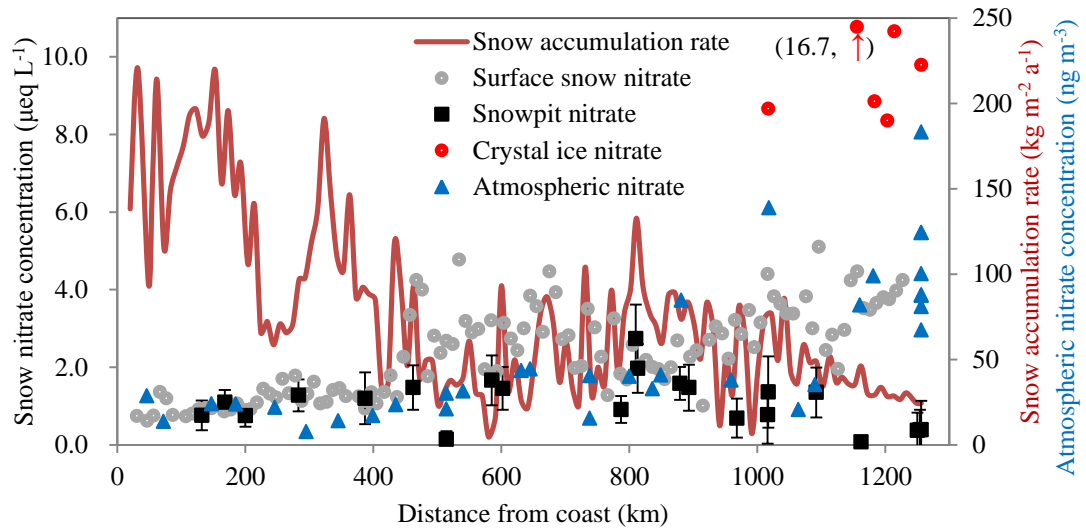 Snow nitrate concentration (μeq L-1)
10.0
8.0
6.0
4.0
2.0
0.0
Snow accumulation rate
Surface snow nitrate
Snowpit nitrate
Crystal ice nitrate
Atmospheric nitrate
(16.7, ↑)
250
200
150
100
50
0
Snow accumulation rate (kg m-2 a-1)
Atmospheric nitrate concentration (ng m-3)
0 200 400 600 800 1000 1200
Distance from coast (km)